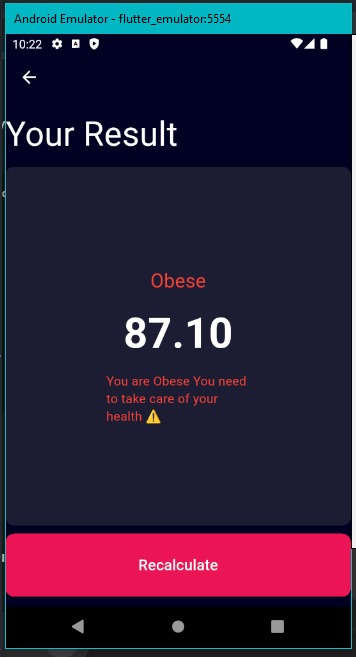 Android Emulator - flutter_emulator:5554
10:22
Your Result
Obese
87.10
You are Obese You need
to take care of your
health ⚠️
Recalculate